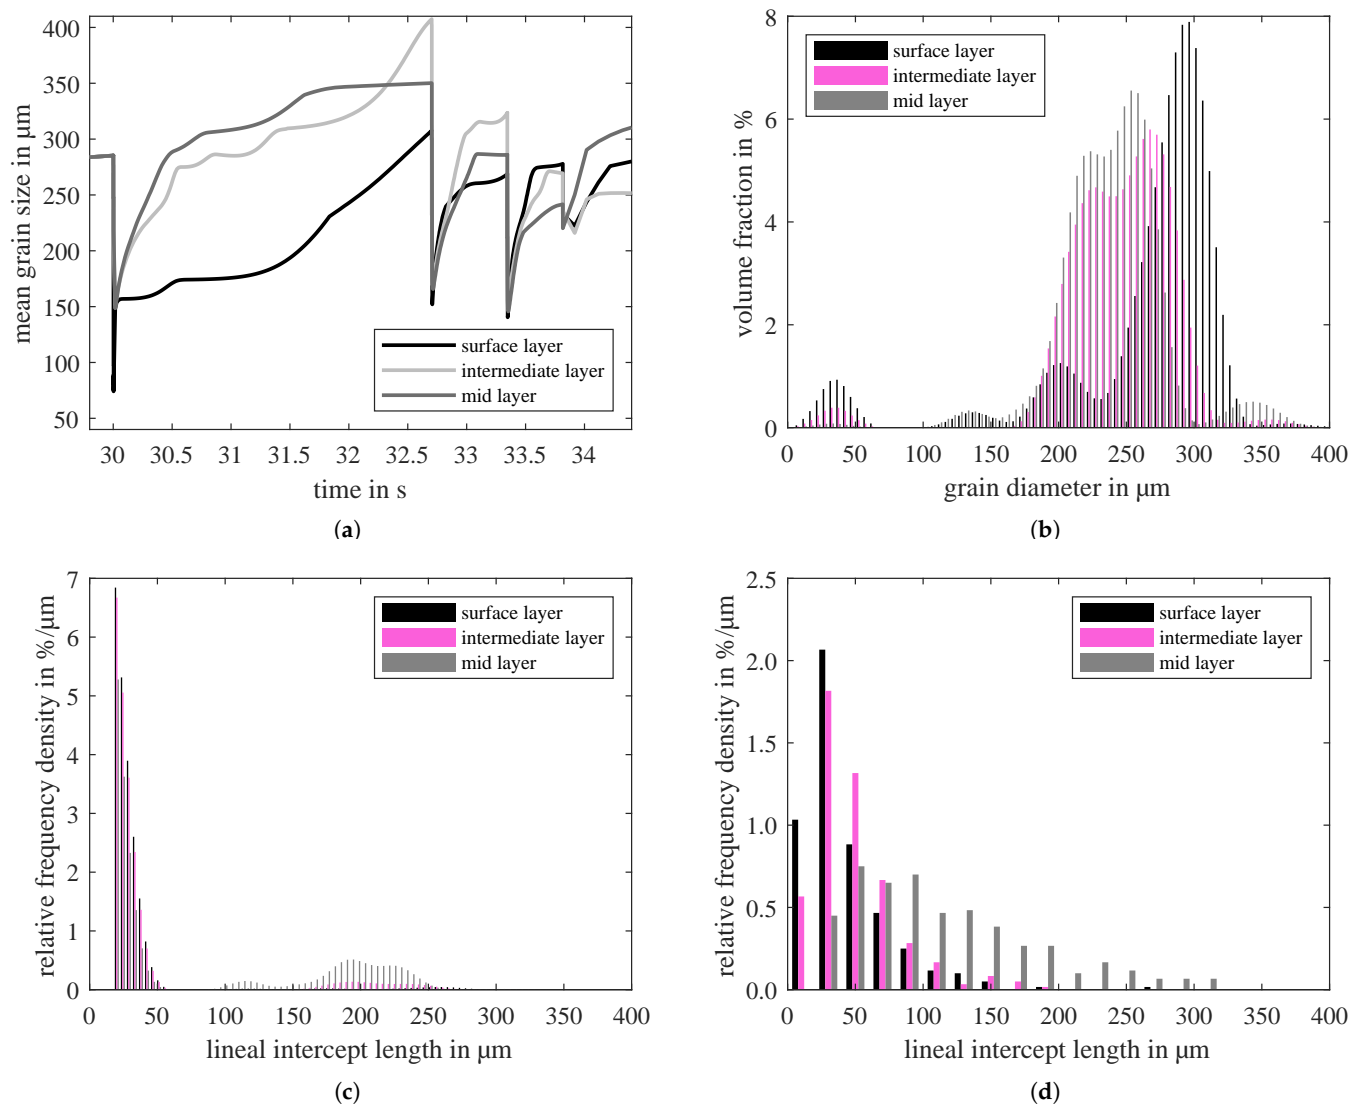 400
350
300
250
200
150
100
50
mean grain size in µm
surface layer
intermediate layer
mid layer
30 30.5 31 31.5 32 32.5 33 33.5 34
time in s
(a)
8
6
4
2
0
volume fraction in %
surface layer
intermediate layer
mid layer
0 50 100 150 200 250 300 350 400
grain diameter in µm
(b)
7
6
5
4
3
2
1
0
relative frequency density in %/µm
surface layer
intermediate layer
mid layer
0 50 100 150 200 250 300 350 400
lineal intercept length in µm
(c)
2.5
2.0
1.5
1.0
0.5
0.0
relative frequency density in %/µm
surface layer
intermediate layer
mid layer
0 50 100 150 200 250 300 350 400
lineal intercept length in µm
(d)